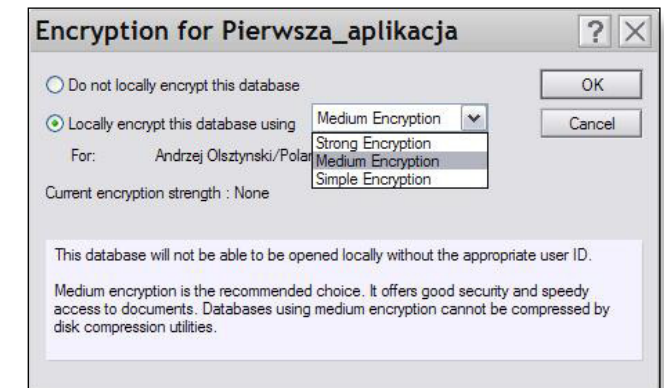 Encryption for Pierwsza_aplikacja
Do not locally encrypt this database
OK
Locally encrypt this database using Medium Encryption
Cancel
Strong Encryption
For: Andrzej Olsztynski/Polar
Medium Encryption
Simple Encryption
Current encryption strength : None
This database will not be able to be opened locally without the appropriate user ID.
Medium encryption is the recommended choice. It offers good security and speedy
access to documents. Databases using medium encryption cannot be compressed by
disk compression utilities.